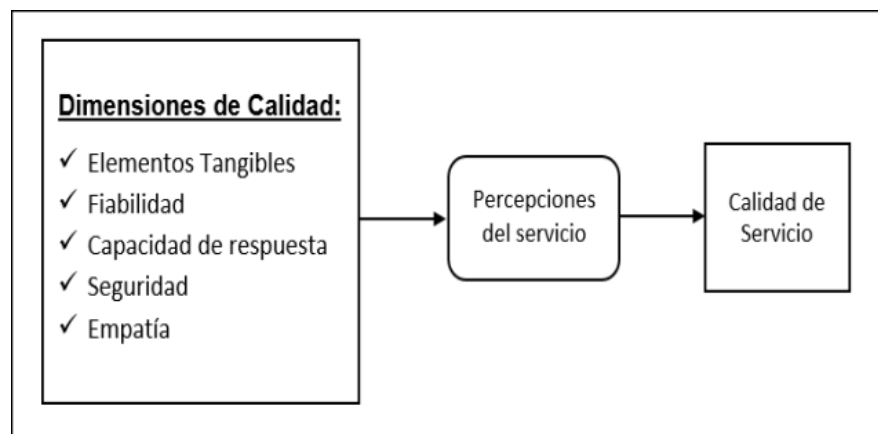 Dimensiones de Calidad:
✓ Elementos Tangibles
✓ Fiabilidad
✓ Capacidad de respuesta
✓ Seguridad
✓ Empatía
Percepciones
del servicio
Calidad de
Servicio